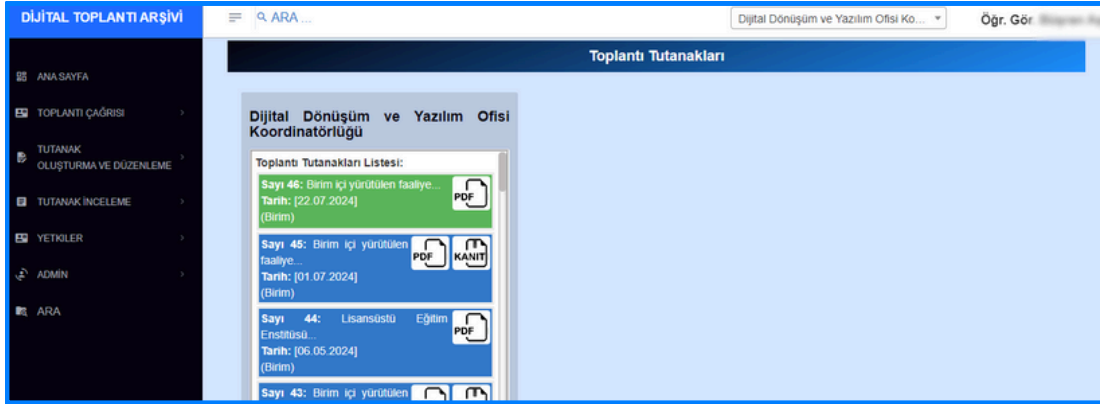 DİJİTAL TOPLANTI ARŞİVİ
ARA ...
Dijital Dönüşüm ve Yazılım Ofisi Ko...
Öğr. Gör.
Toplantı Tutanakları
ANA SAYFA
TOPLANTI ÇAĞRISI
TUTANAK
OLUŞTURMA VE DÜZENLEME
TUTANAK İNCELEME
YETKİLER
ADMİN
ARA
Dijital Dönüşüm ve Yazılım Ofisi
Koordinatörlüğü
Toplantı Tutanakları Listesi:
Sayı 46: Birim içi yürütülen faaliye...
Tarih: [22.07.2024]
(Birim)
PDF
Sayı 45: Birim içi yürütülen
faaliye...
Tarih: [01.07.2024]
(Birim)
PDF
KANIT
Sayı 44: Lisansüstü Eğitim
Enstitüsü...
Tarih: [06.05.2024]
(Birim)
PDF
Sayı 43: Birim içi yürütülen